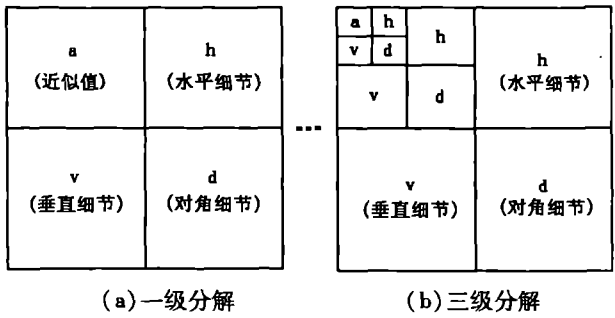 a
(近似值)
h
(水平细节)
v
(垂直细节)
d
(对角细节)
...
a h
v d
h
v
d
h
(水平细节)
v
(垂直细节)
d
(对角细节)
(a)一级分解
(b)三级分解